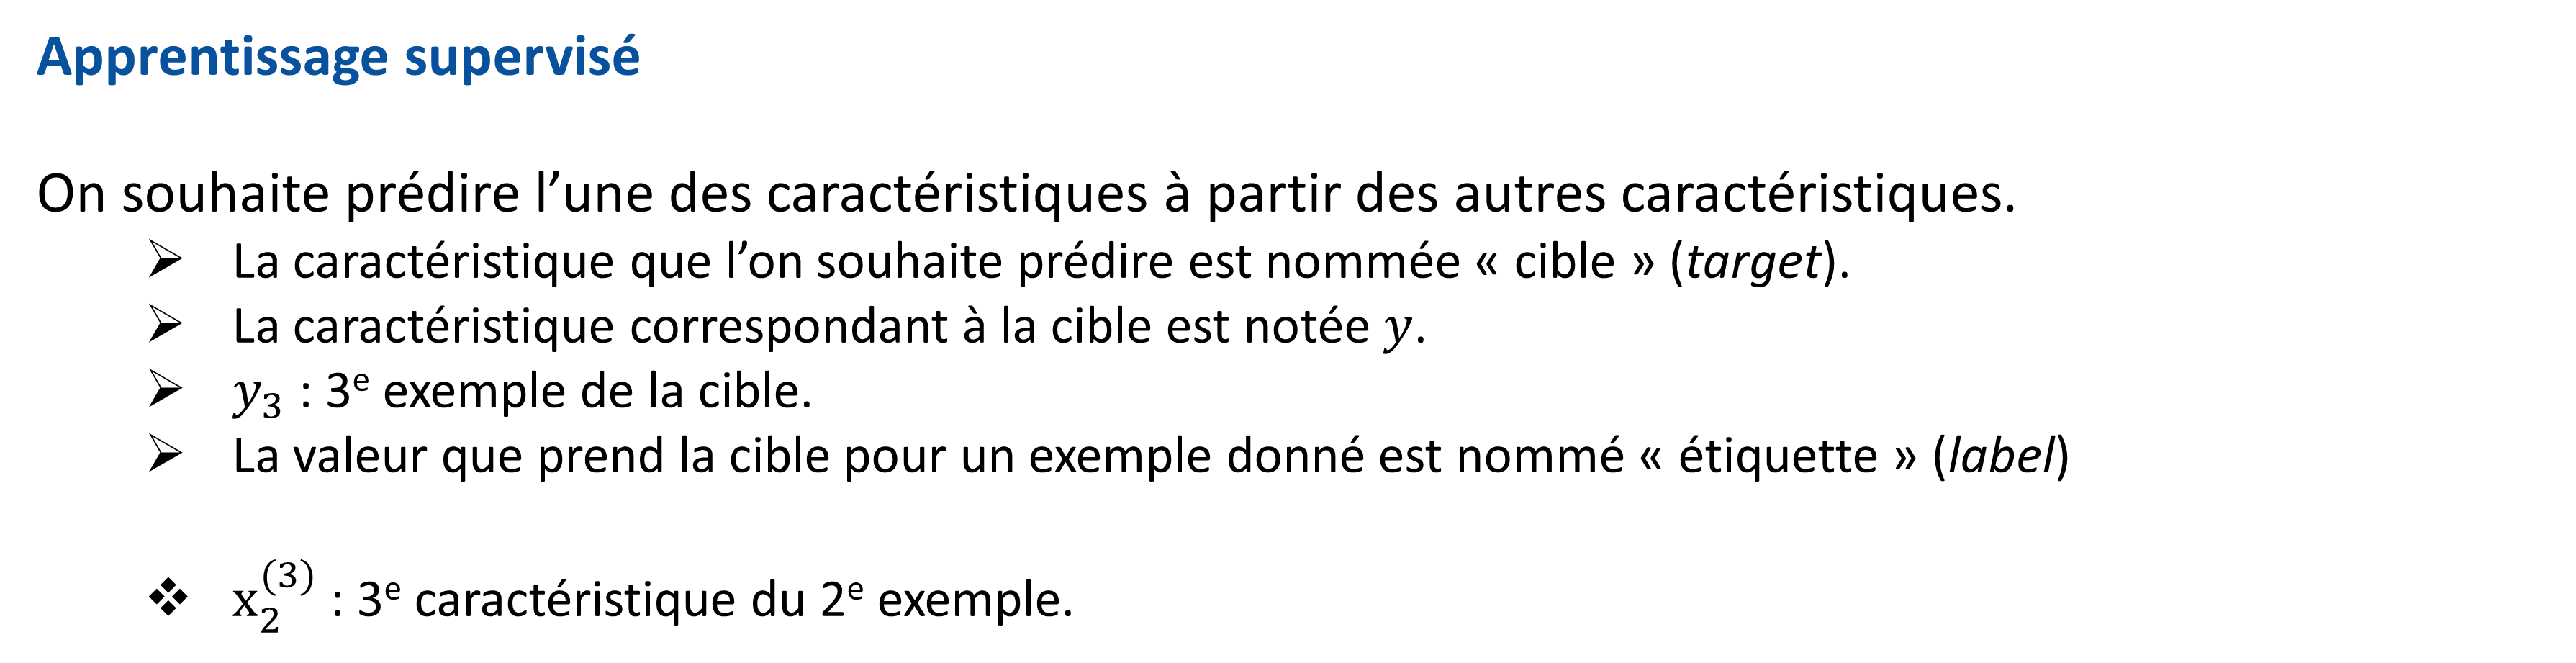 Apprentissage supervisé
On souhaite prédire l’une des caractéristiques à partir des autres caractéristiques.
➢ La caractéristique que l’on souhaite prédire est nommée « cible » (target).
➢ La caractéristique correspondant à la cible est notée y.
➢ y₃ : 3ᵉ exemple de la cible.
➢ La valeur que prend la cible pour un exemple donné est nommé « étiquette » (label)
❖ x₂⁽³⁾ : 3ᵉ caractéristique du 2ᵉ exemple.